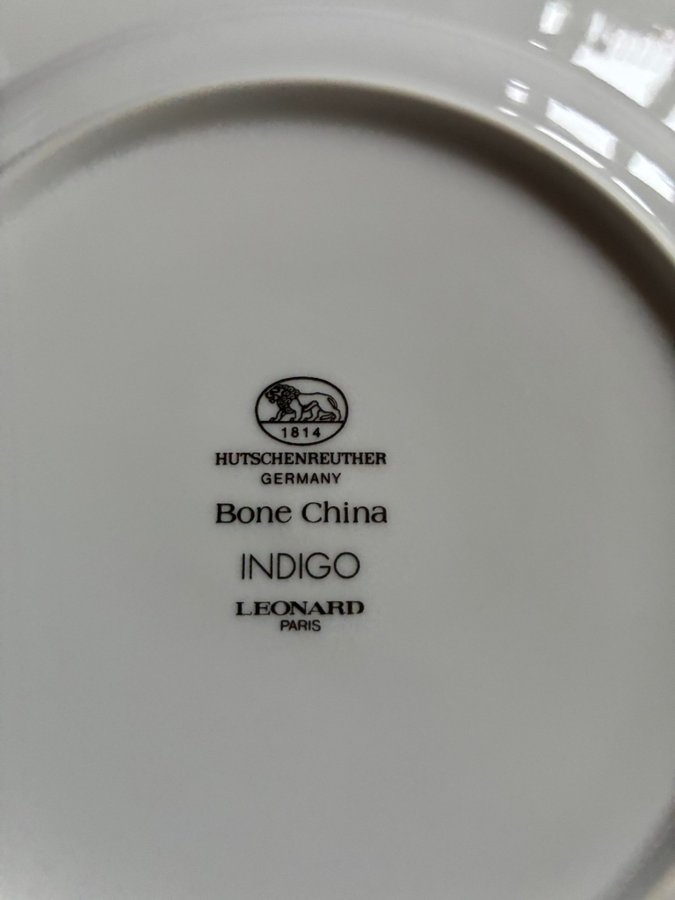 1814
HUTSCHENREUTHER
GERMANY
Bone China
INDIGO
LEONARD
PARIS